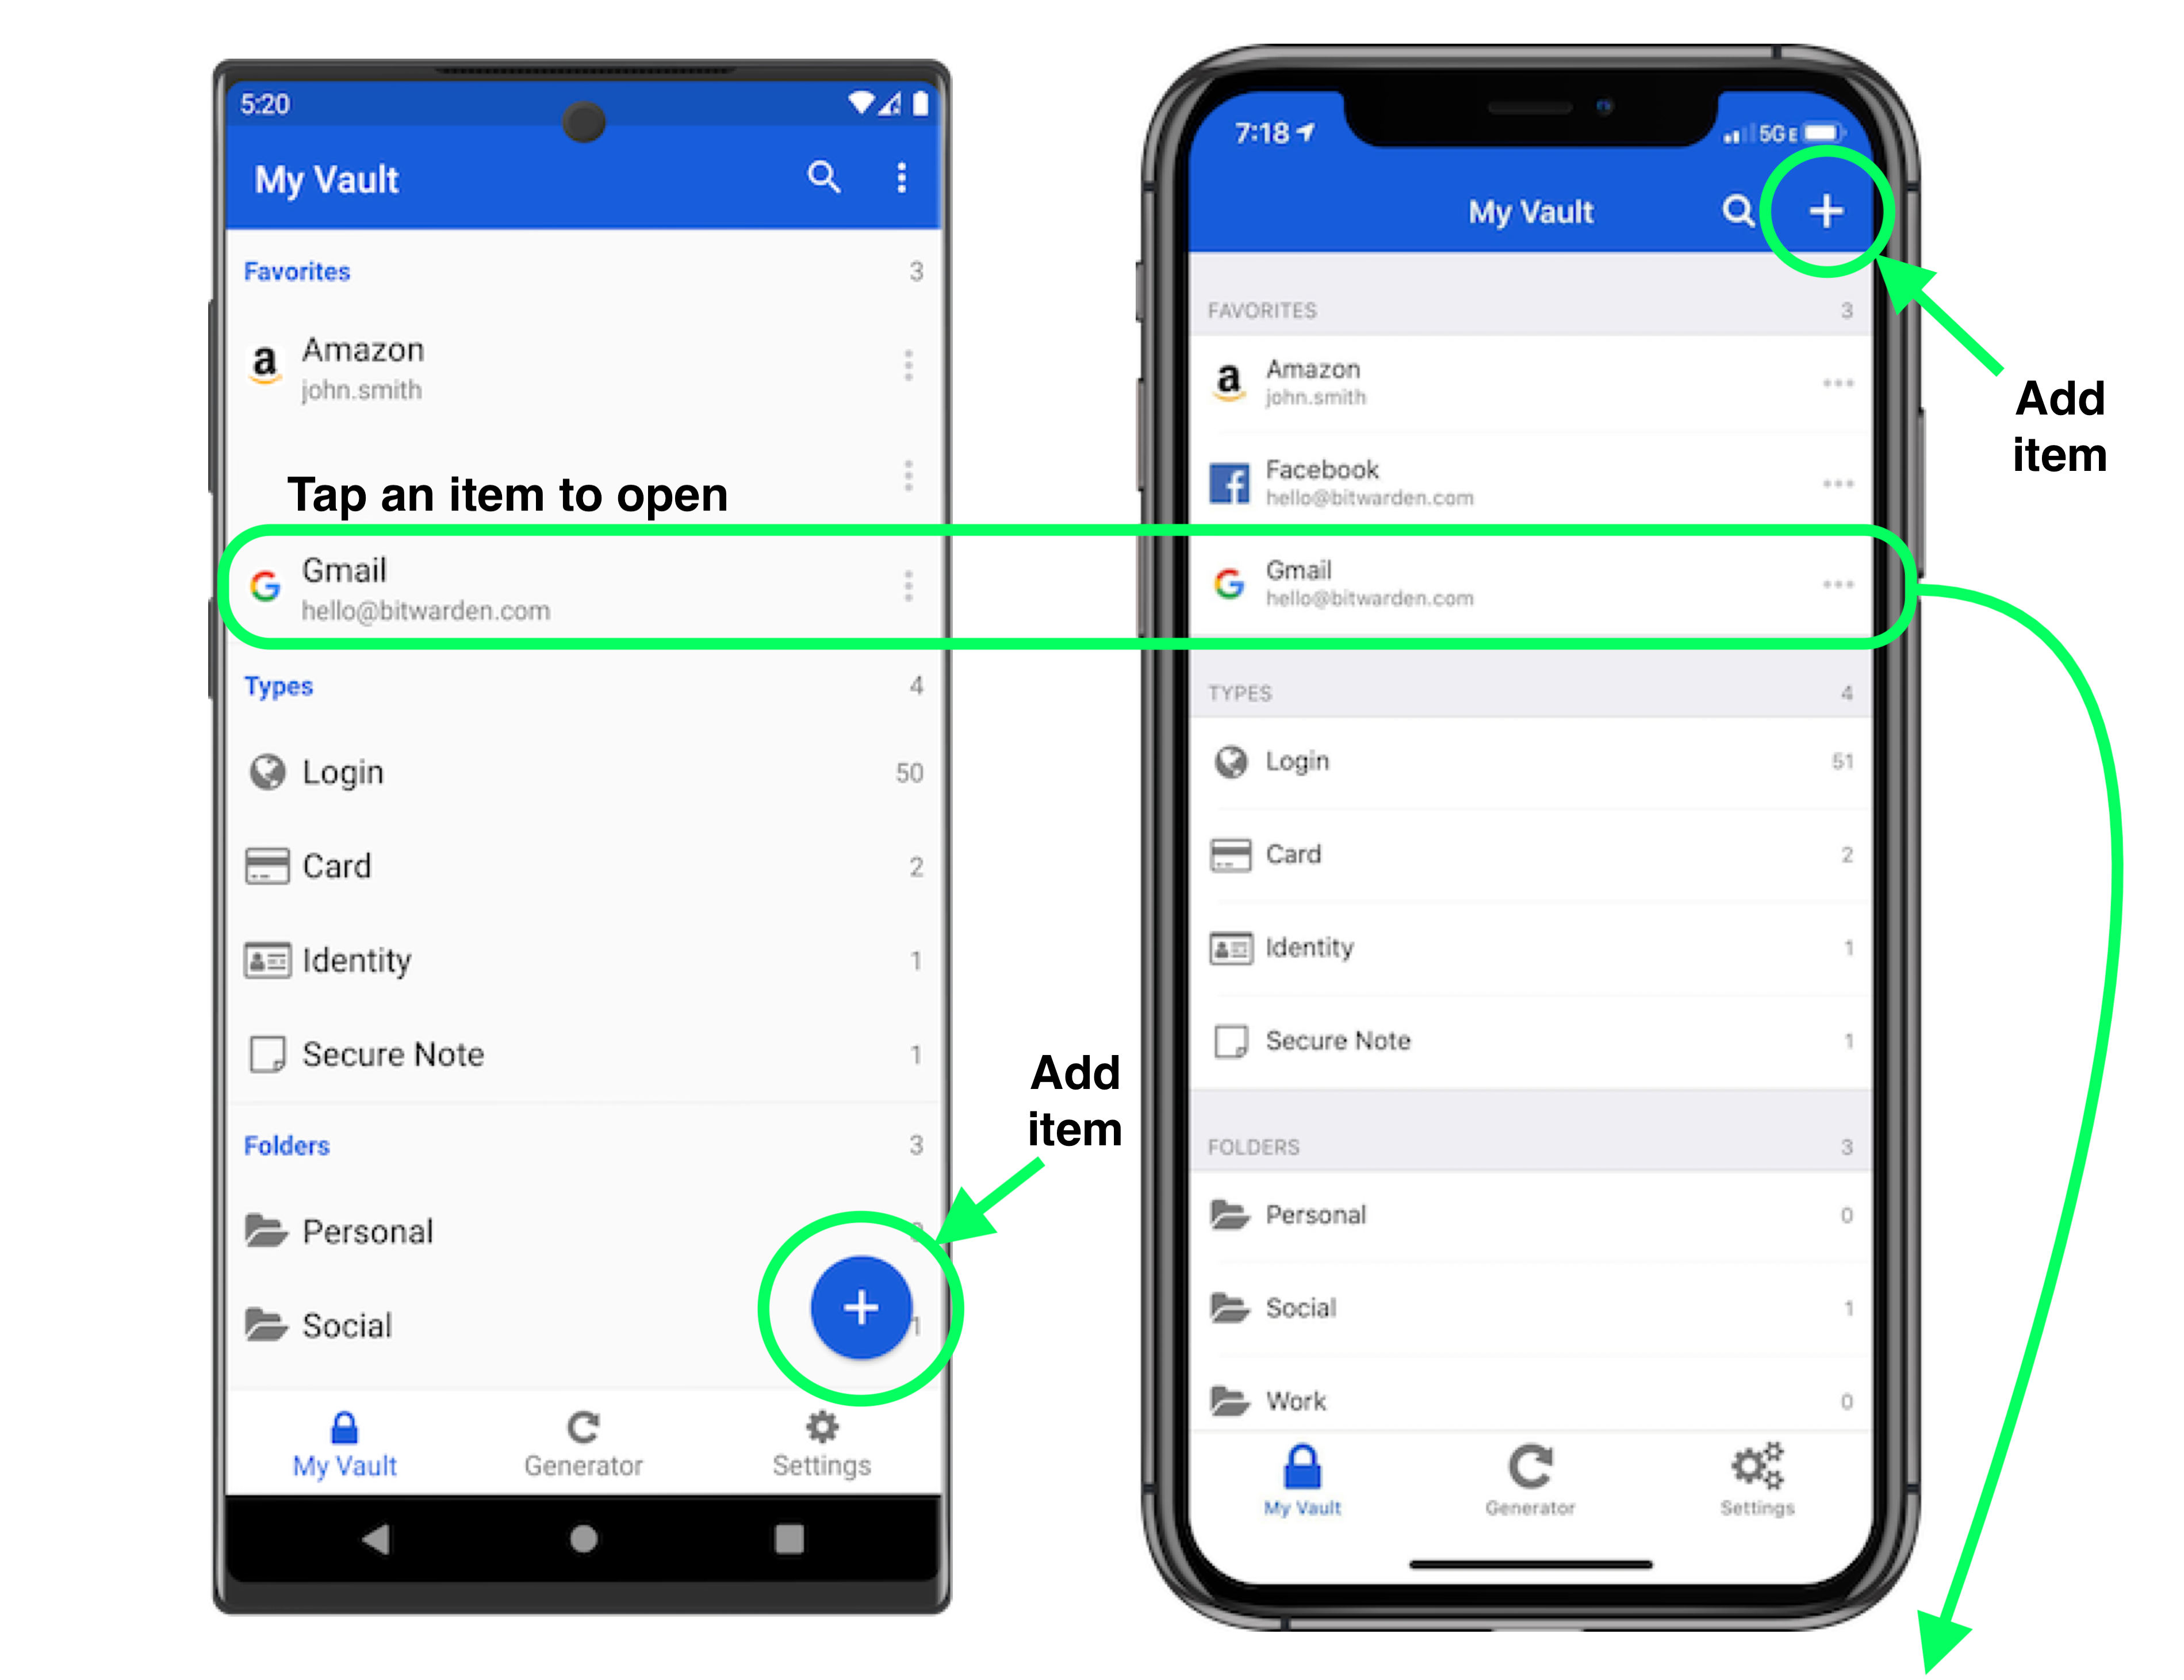 5:20
My Vault
Favorites 3
Amazon
john.smith
Tap an item to open
Gmail
hello@bitwarden.com
Types 4
Login 50
Card 2
Identity 1
Secure Note 1
Folders 3
Personal
Social 1
My Vault Generator Settings
Add
item
7:18 5GE
My Vault
FAVORITES 3
Amazon
john.smith
Facebook
hello@bitwarden.com
Gmail
hello@bitwarden.com
TYPES 4
Login 51
Card 2
Identity 1
Secure Note 1
FOLDERS 3
Personal 0
Social 1
Work 0
My Vault Generator Settings
Add
item